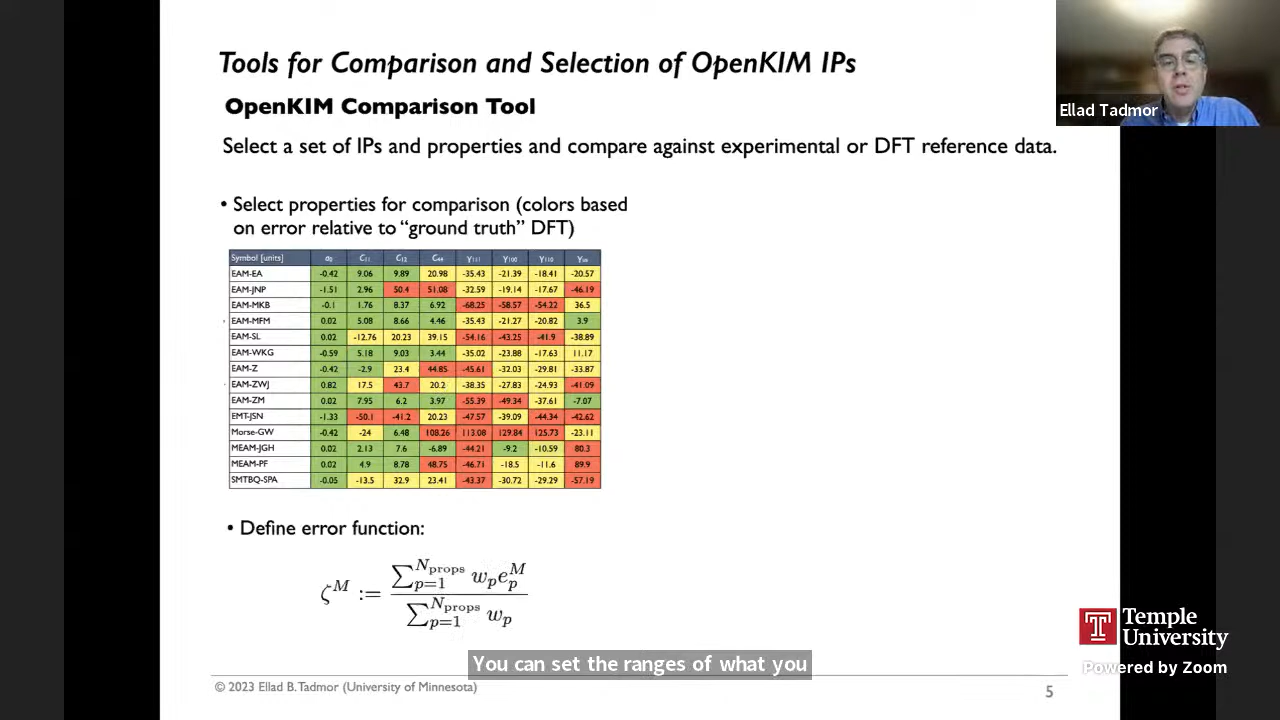 Tools for Comparison and Selection of OpenKIM IPs
OpenKIM Comparison Tool
Select a set of IPs and properties and compare against experimental or DFT reference data.
• Select properties for comparison (colors based
on error relative to “ground truth” DFT)
Symbol [units] a₀ C₁₁ C₁₂ C₄₄ γ₁₁₁ γ₁₀₀ γ₁₁₀
EAM-EA -0.42 9.06 9.89 20.98 -35.43 -21.39 -18.41 -20.57
EAM-JNP -1.51 2.96 50.4 51.08 -32.59 -19.14 -17.67 -46.19
EAM-MKB -0.1 1.76 8.37 6.92 -68.25 -58.57 -54.22 36.5
EAM-MFM 0.02 5.08 8.66 4.46 -35.43 -21.27 -20.82 3.9
EAM-SL 0.02 -12.76 20.23 39.15 -54.16 -43.25 -41.9 -38.89
EAM-WKG -0.59 5.18 9.03 3.44 -35.02 -23.88 -17.63 11.17
EAM-Z -0.42 -2.9 23.4 44.85 -45.61 -32.03 -29.81 -33.87
EAM-ZWJ 0.82 17.5 43.7 20.2 -38.35 -27.83 -24.93 -41.09
EAM-ZM 0.02 7.95 6.2 3.97 -55.39 -49.34 -37.61 -7.07
EMT-JSN -1.33 -50.1 -41.2 20.23 -47.57 -39.09 -44.34 -42.62
Morse-GW -0.42 -24 6.48 108.26 113.08 129.84 125.73 -23.11
MEAM-JGH 0.02 2.13 7.6 -6.89 -44.21 -9.2 -10.59 80.3
MEAM-PF 0.02 4.9 8.78 48.75 -46.71 -18.5 -11.6 89.9
SMTBQ-SPA -0.05 -13.5 32.9 23.41 -43.37 -30.72 -29.29 -57.19
• Define error function:
ζ^M := ∑_{p=1}^{N_props} w_p e_p^M / ∑_{p=1}^{N_props} w_p
You can set the ranges of what you
© 2023 Ellad B. Tadmor (University of Minnesota)
5
Ellad Tadmor
Temple
University
Powered by Zoom